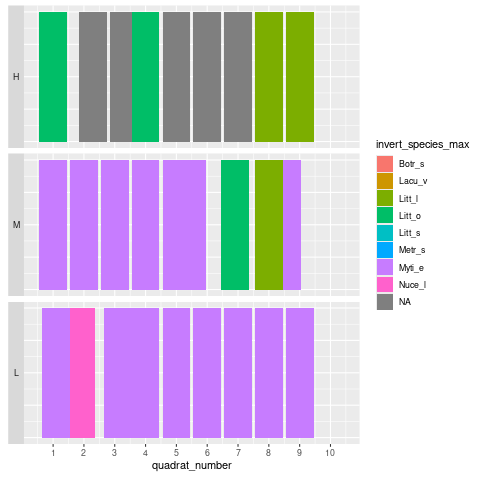 H
M
L
1 2 3 4 5 6 7 8 9 10
quadrat_number
invert_species_max
Botr_s
Lacu_v
Litt_l
Litt_o
Litt_s
Metr_s
Myti_e
Nuce_l
NA